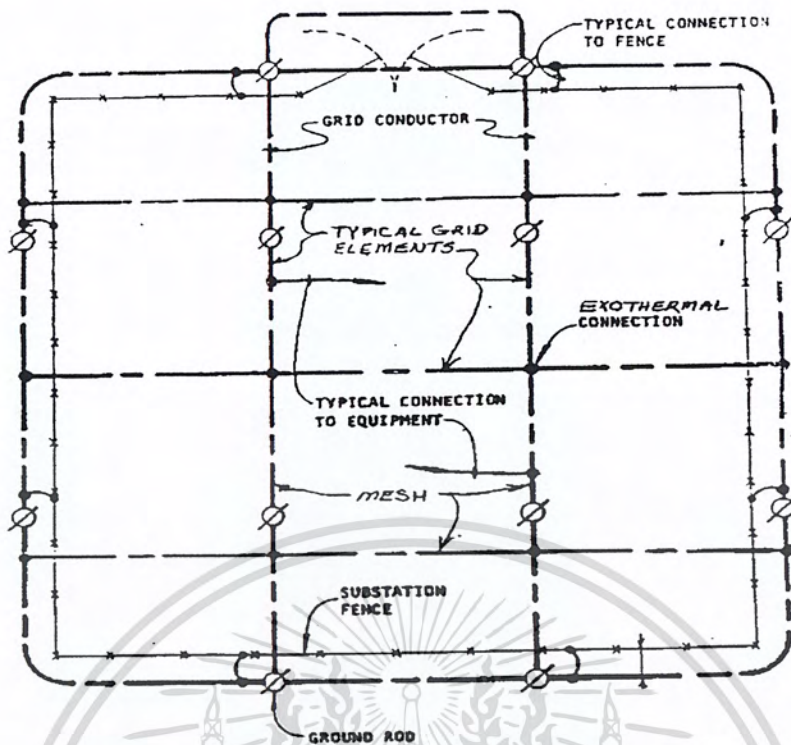 TYPICAL CONNECTION
TO FENCE
GRID CONDUCTOR
TYPICAL GRID
ELEMENTS
EXOTHERMAL
CONNECTION
TYPICAL CONNECTION
TO EQUIPMENT
MESH
SUBSTATION
FENCE
GROUND ROD